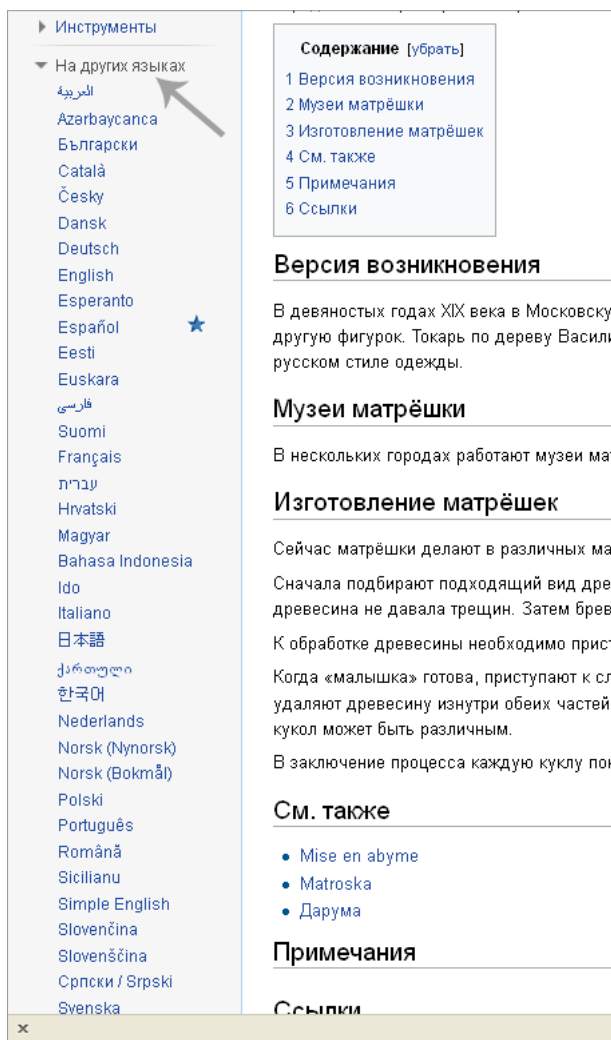 Инструменты
На других языках
العربية
Azərbaycanca
Български
Català
Česky
Dansk
Deutsch
English
Esperanto
Español
Eesti
Euskara
فارسی
Suomi
Français
עברית
Hrvatski
Magyar
Bahasa Indonesia
Ido
Italiano
日本語
ქართული
한국어
Nederlands
Norsk (Nynorsk)
Norsk (Bokmål)
Polski
Português
Română
Sicilianu
Simple English
Slovenčina
Slovenščina
Српски / Srpski
Svenska
Содержание [убрать]
1 Версия возникновения
2 Музеи матрёшки
3 Изготовление матрёшек
4 См. также
5 Примечания
6 Ссылки
Версия возникновения
В девяностых годах XIX века в Московску
другую фигурок. Токарь по дереву Васили
русском стиле одежды.
Музеи матрёшки
В нескольких городах работают музеи мат
Изготовление матрёшек
Сейчас матрёшки делают в различных ма
Сначала подбирают подходящий вид дре
древесина не давала трещин. Затем брев
К обработке древесины необходимо прист
Когда «малышка» готова, приступают к сл
удаляют древесину изнутри обеих частей
кукол может быть различным.
В заключение процесса каждую куклу пок
См. также
Mise en abyme
Matroska
Дарума
Примечания
Ссылки